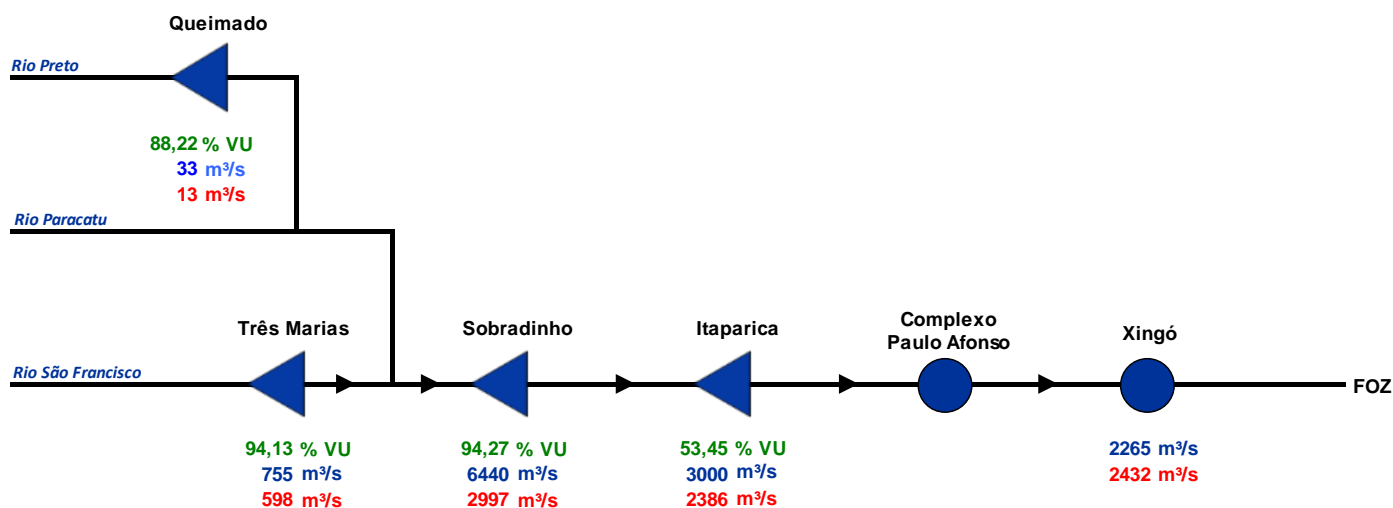 Queimado
Rio Preto
88,22 % VU
33 m³/s
13 m³/s
Rio Paracatu
Três Marias
Sobradinho
Itaparica
Complexo
Paulo Afonso
Xingó
Rio São Francisco
FOZ
94,13 % VU
755 m³/s
598 m³/s
94,27 % VU
6440 m³/s
2997 m³/s
53,45 % VU
3000 m³/s
2386 m³/s
2265 m³/s
2432 m³/s